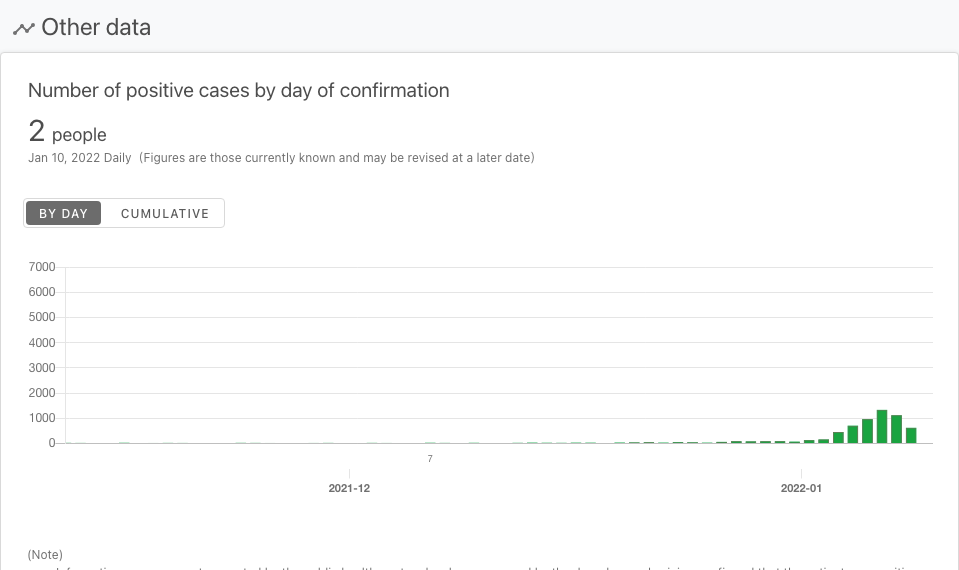 Other data
Number of positive cases by day of confirmation
2 people
Jan 10, 2022 Daily (Figures are those currently known and may be revised at a later date)
BY DAY CUMULATIVE
7000
6000
5000
4000
3000
2000
1000
0
7
2021-12 2022-01
(Note)